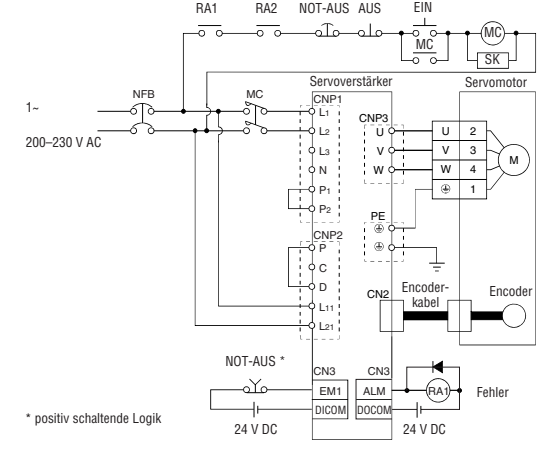 RA1 RA2 NOT-AUS AUS EIN
MC MC
SK
Servoverstärker Servomotor
NFB MC CNP1
1~ L1
CNP3
200–230 V AC L2 U U 2
L3 V V 3 M
N W W 4
P1 1
P2 PE
CNP2
P
C
D CN2 Encoder-kabel Encoder
L11
L21
NOT-AUS * CN3 CN3
EM1 ALM RA1 Fehler
DICOM DOCOM
* positiv schaltende Logik
24 V DC 24 V DC